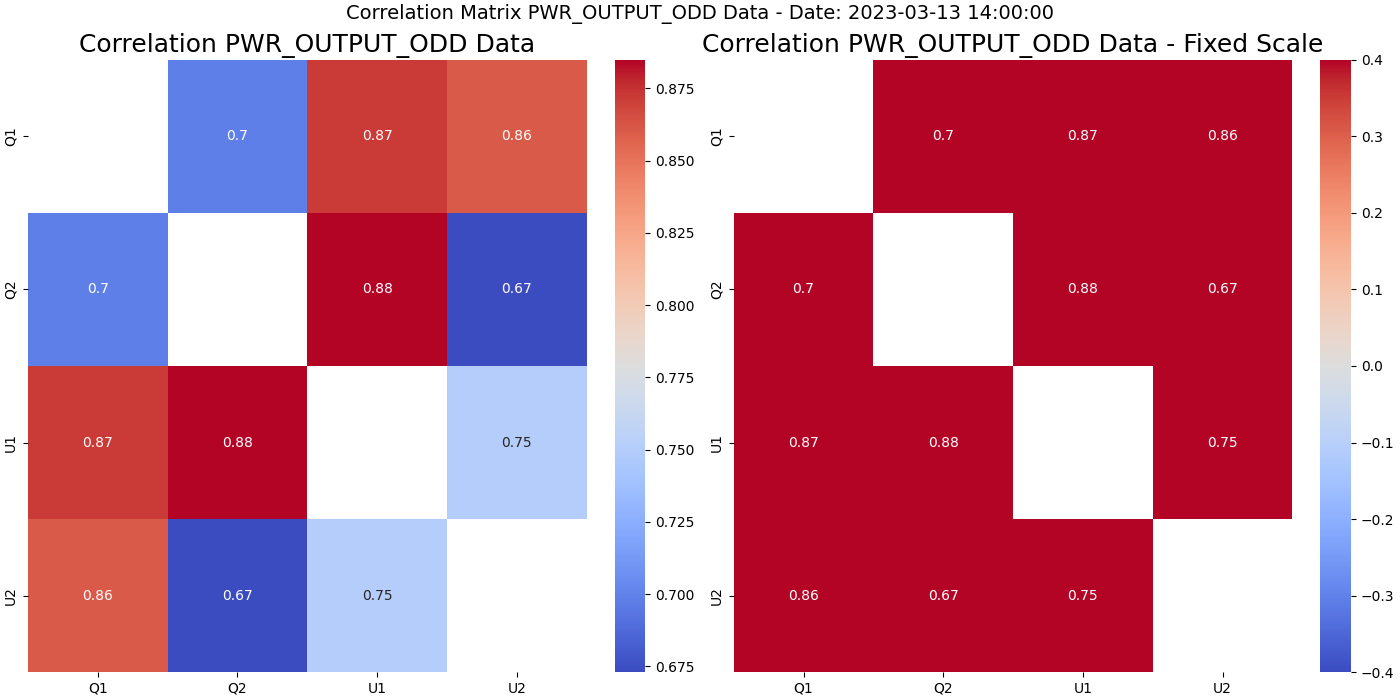 Correlation Matrix PWR_OUTPUT_ODD Data - Date: 2023-03-13 14:00:00
Correlation PWR_OUTPUT_ODD Data
Q1
Q2
U1
U2
0.7
0.87
0.86
0.7
0.88
0.67
0.87
0.88
0.75
0.86
0.67
0.75
Q1
Q2
U1
U2
0.875
0.850
0.825
0.800
0.775
0.750
0.725
0.700
0.675
Correlation PWR_OUTPUT_ODD Data - Fixed Scale
Q1
Q2
U1
U2
0.7
0.87
0.86
0.7
0.88
0.67
0.87
0.88
0.75
0.86
0.67
0.75
Q1
Q2
U1
U2
0.4
0.3
0.2
0.1
0.0
−0.1
−0.2
−0.3
−0.4